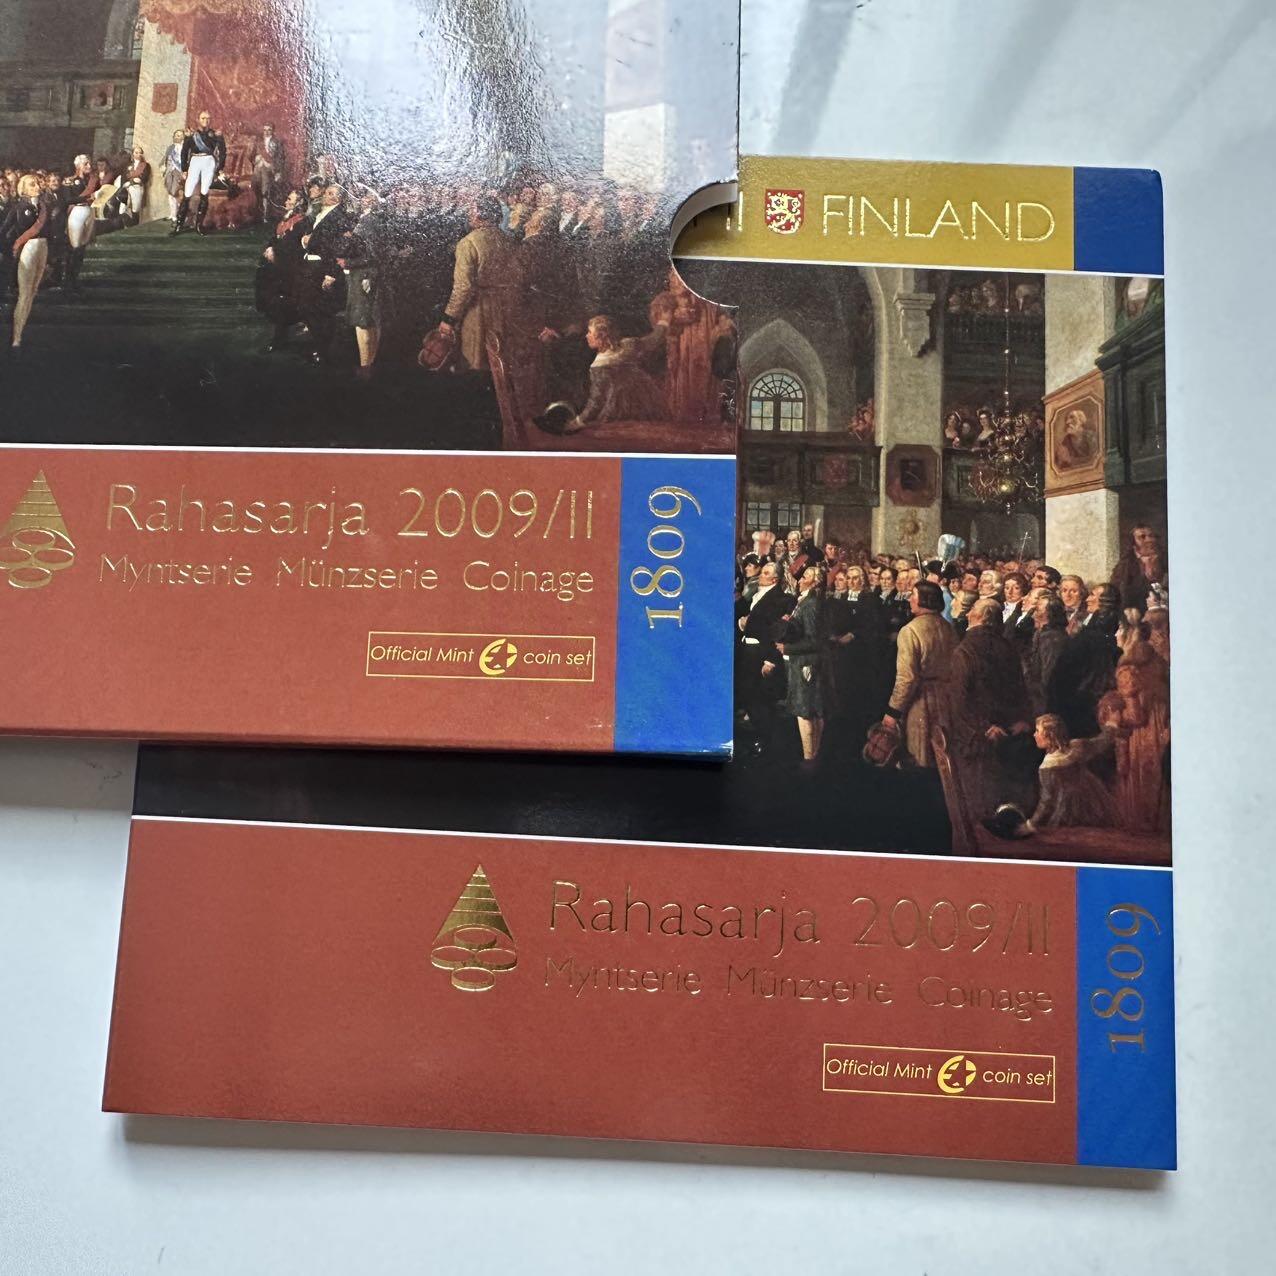 II FINLAND
Rahasarja 2009/II
Myntserie Münzserie Coinage
Official Mint coin set
1809
Rahasarja 2009/II
Myntserie Münzserie Coinage
Official Mint coin set
1809